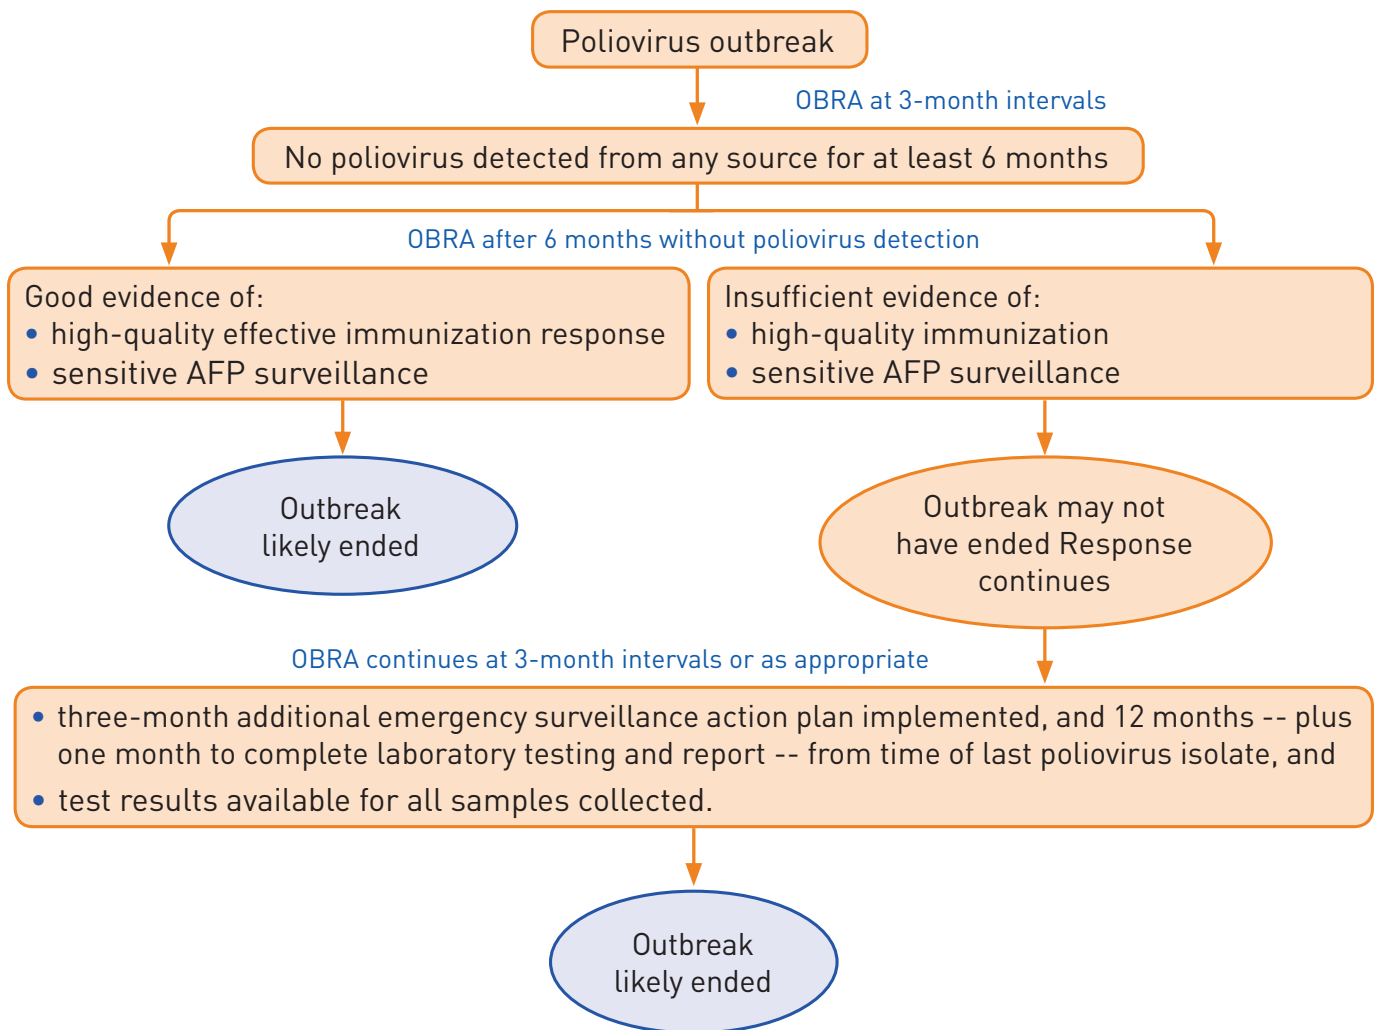 Poliovirus outbreak
OBRA at 3-month intervals
No poliovirus detected from any source for at least 6 months
OBRA after 6 months without poliovirus detection
Good evidence of:
• high-quality effective immunization response
• sensitive AFP surveillance
Insufficient evidence of:
• high-quality immunization
• sensitive AFP surveillance
Outbreak
likely ended
Outbreak may not
have ended Response
continues
OBRA continues at 3-month intervals or as appropriate
• three-month additional emergency surveillance action plan implemented, and 12 months -- plus
one month to complete laboratory testing and report -- from time of last poliovirus isolate, and
• test results available for all samples collected.
Outbreak
likely ended